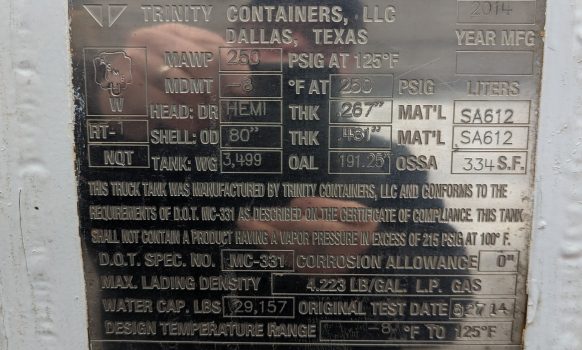 TRINITY CONTAINERS, LLC 2014
DALLAS, TEXAS YEAR MFG
MAWP 250 PSIG AT 125°F
MDMT -8 °F AT 250 PSIG LITERS
W HEAD: DR HEMI THK .267" MAT'L SA612
RT-1 SHELL: OD 80" THK .431" MAT'L SA612
NQT TANK: WG 3,499 OAL 191.25" OSSA 334 S.F.
THIS TRUCK TANK WAS MANUFACTURED BY TRINITY CONTAINERS, LLC AND CONFORMS TO THE
REQUIREMENTS OF D.O.T. MC-331 AS DESCRIBED ON THE CERTIFICATE OF COMPLIANCE. THIS TANK
SHALL NOT CONTAIN A PRODUCT HAVING A VAPOR PRESSURE IN EXCESS OF 215 PSIG AT 100° F.
D.O.T. SPEC. NO. MC-331 CORROSION ALLOWANCE 0"
MAX. LADING DENSITY 4.223 LB/GAL. L.P. GAS
WATER CAP. LBS 29,157 ORIGINAL TEST DATE 27 14
DESIGN TEMPERATURE RANGE -8 °F TO 125°F